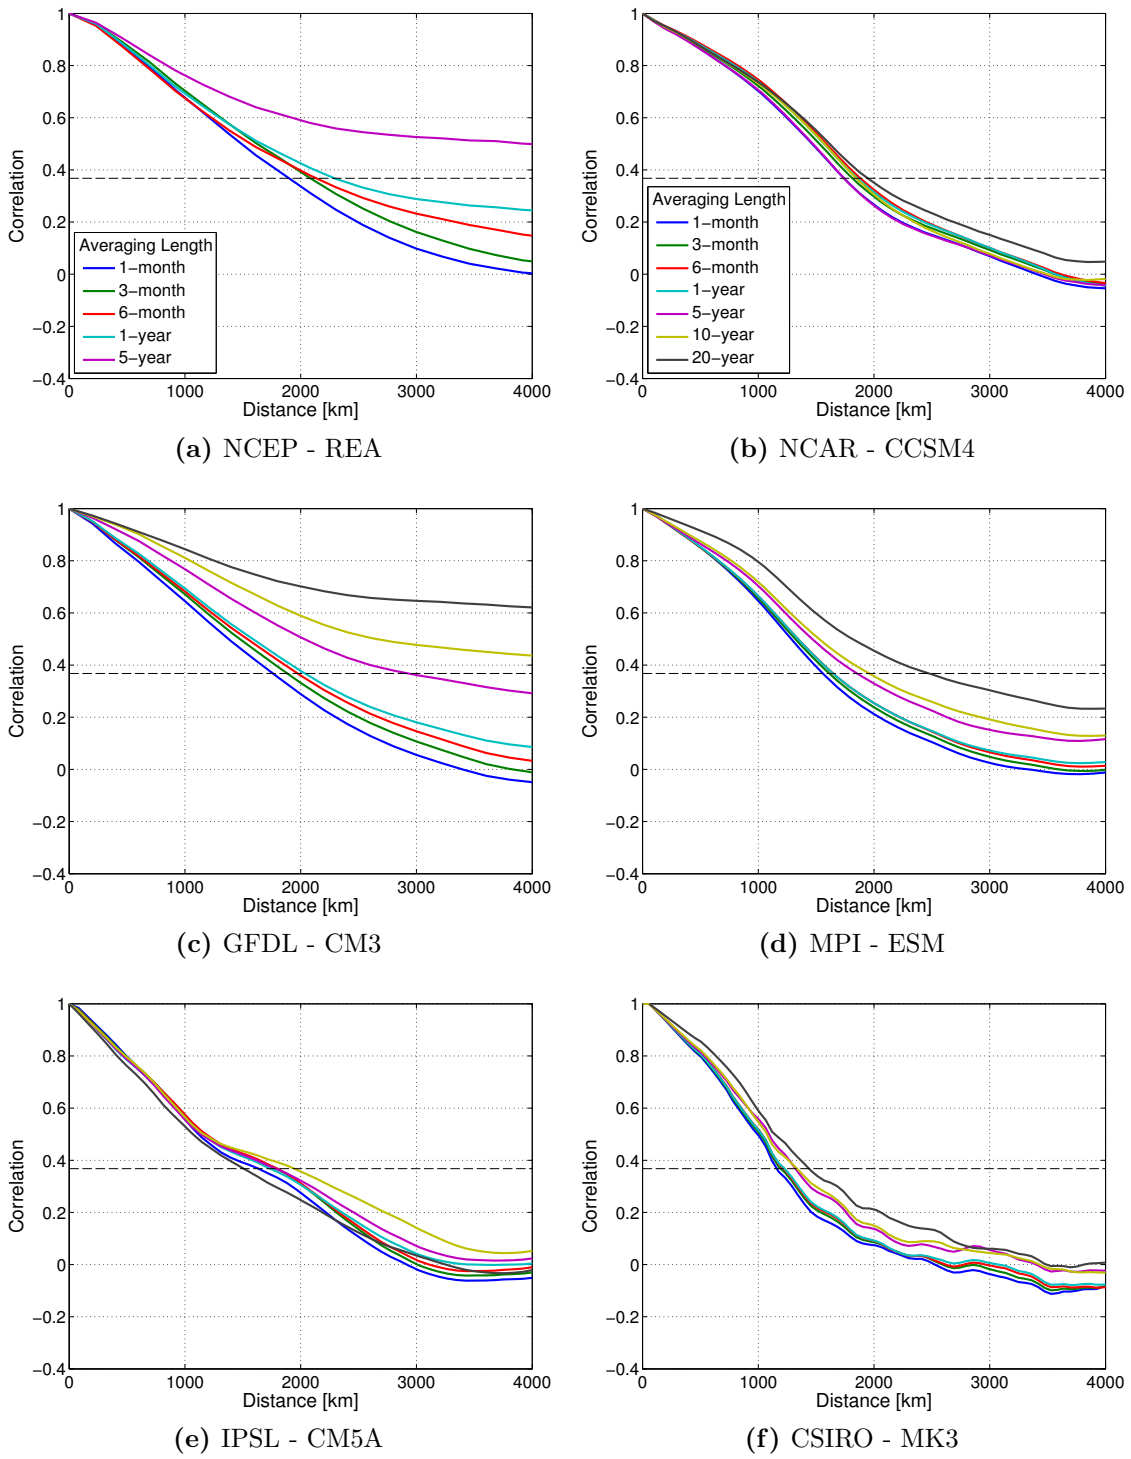 1
0.8
0.6
0.4
0.2
0
−0.2
−0.4
Correlation
0 1000 2000 3000 4000
Distance [km]
Averaging Length
1−month
3−month
6−month
1−year
5−year
(a) NCEP - REA
1
0.8
0.6
0.4
0.2
0
−0.2
−0.4
Correlation
0 1000 2000 3000 4000
Distance [km]
Averaging Length
1−month
3−month
6−month
1−year
5−year
10−year
20−year
(b) NCAR - CCSM4
1
0.8
0.6
0.4
0.2
0
−0.2
−0.4
Correlation
0 1000 2000 3000 4000
Distance [km]
(c) GFDL - CM3
1
0.8
0.6
0.4
0.2
0
−0.2
−0.4
Correlation
0 1000 2000 3000 4000
Distance [km]
(d) MPI - ESM
1
0.8
0.6
0.4
0.2
0
−0.2
−0.4
Correlation
0 1000 2000 3000 4000
Distance [km]
(e) IPSL - CM5A
1
0.8
0.6
0.4
0.2
0
−0.2
−0.4
Correlation
0 1000 2000 3000 4000
Distance [km]
(f) CSIRO - MK3